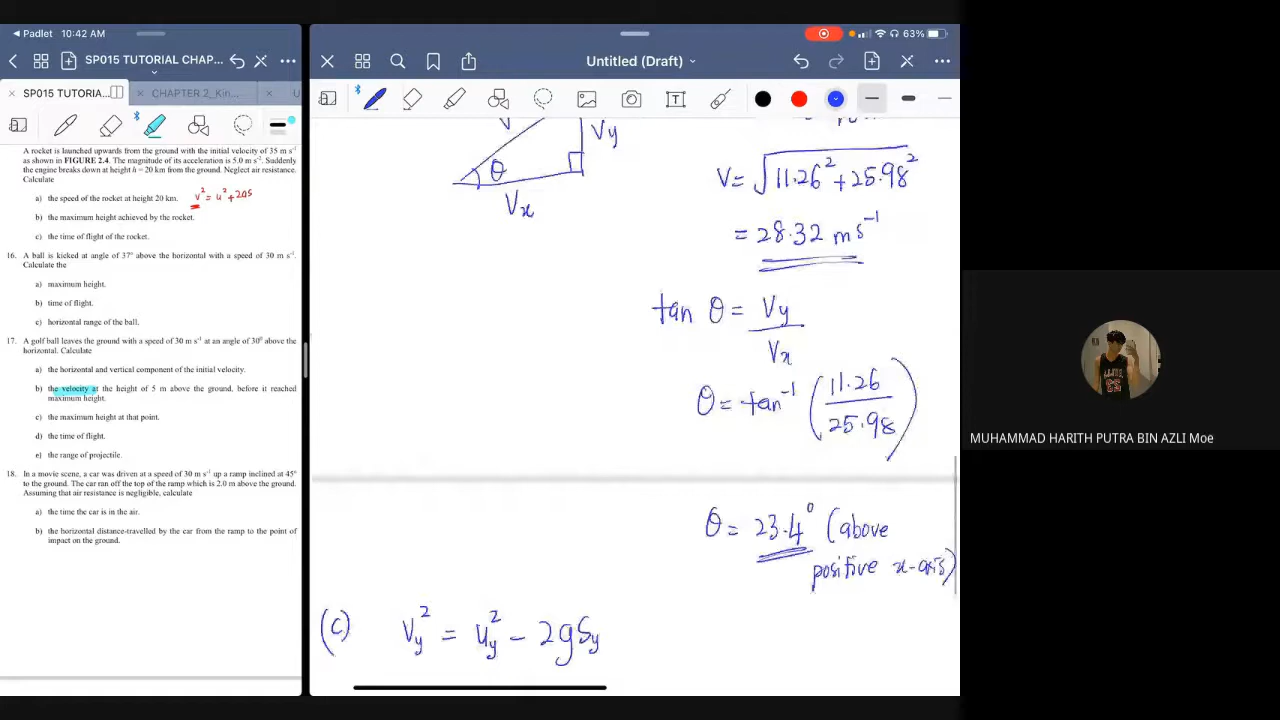 Padlet 10:42 AM
63%
SP015 TUTORIAL CHAP...
Untitled (Draft)
SP015 TUTORIA...
CHAPTER 2_Kin...
A rocket is launched upwards from the ground with the initial velocity of 35 m s⁻¹
as shown in FIGURE 2.4. The magnitude of its acceleration is 5.0 m s⁻². Suddenly
the engine breaks down at height h = 20 km from the ground. Neglect air resistance.
Calculate
a) the speed of the rocket at height 20 km. v² = u² + 2as
b) the maximum height achieved by the rocket.
c) the time of flight of the rocket.
16. A ball is kicked at angle of 37° above the horizontal with a speed of 30 m s⁻¹.
Calculate the
a) maximum height.
b) time of flight.
c) horizontal range of the ball.
17. A golf ball leaves the ground with a speed of 30 m s⁻¹ at an angle of 30⁰ above the
horizontal. Calculate
a) the horizontal and vertical component of the initial velocity.
b) the velocity at the height of 5 m above the ground, before it reached
maximum height.
c) the maximum height at that point.
d) the time of flight.
e) the range of projectile.
18. In a movie scene, a car was driven at a speed of 30 m s⁻¹ up a ramp inclined at 45°
to the ground. The car ran off the top of the ramp which is 2.0 m above the ground.
Assuming that air resistance is negligible, calculate
a) the time the car is in the air.
b) the horizontal distance-travelled by the car from the ramp to the point of
impact on the ground.
V
Vy
θ
Vx
V = √11.26² + 25.98²
= 28.32 m s⁻¹
tan θ = Vy / Vx
θ = tan⁻¹ (11.26 / 25.98)
θ = 23.4° (above
positive x-axis)
(c) Vy² = uy² − 2gSy
MUHAMMAD HARITH PUTRA BIN AZLI Moe